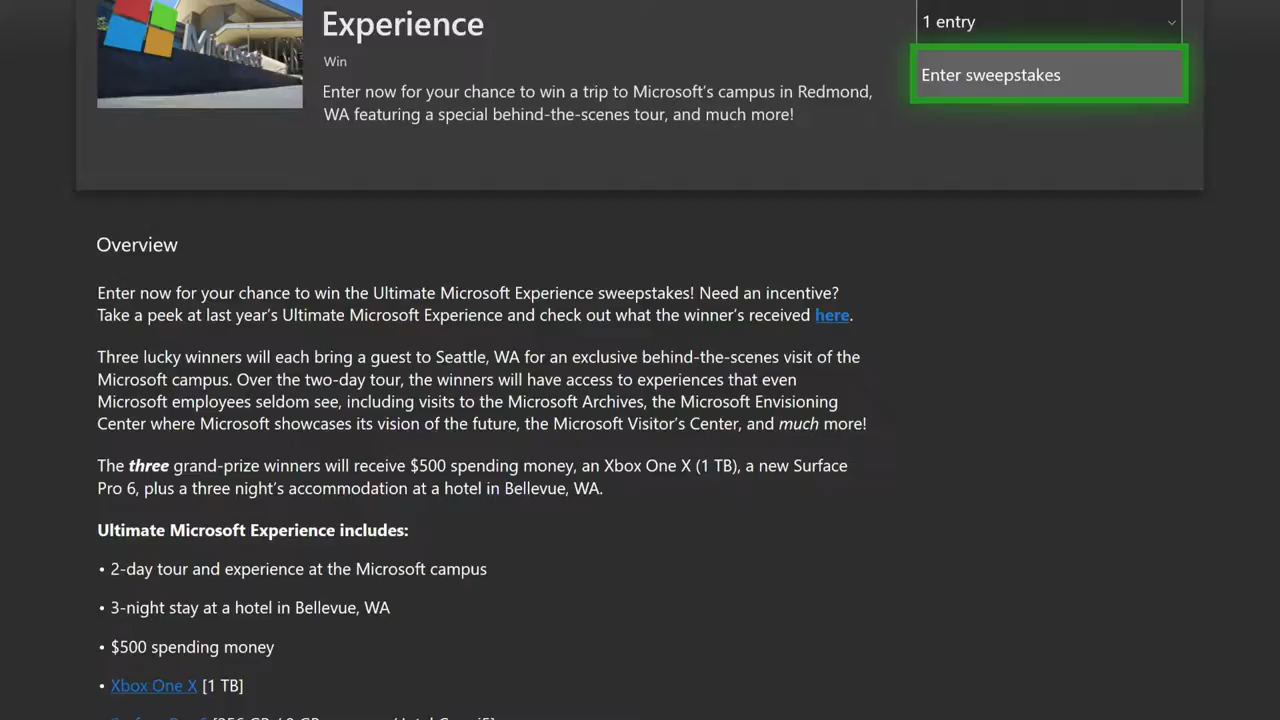 Experience
Win
Enter now for your chance to win a trip to Microsoft's campus in Redmond,
WA featuring a special behind-the-scenes tour, and much more!
1 entry
Enter sweepstakes
Overview
Enter now for your chance to win the Ultimate Microsoft Experience sweepstakes! Need an incentive?
Take a peek at last year's Ultimate Microsoft Experience and check out what the winner's received here.
Three lucky winners will each bring a guest to Seattle, WA for an exclusive behind-the-scenes visit of the
Microsoft campus. Over the two-day tour, the winners will have access to experiences that even
Microsoft employees seldom see, including visits to the Microsoft Archives, the Microsoft Envisioning
Center where Microsoft showcases its vision of the future, the Microsoft Visitor's Center, and much more!
The three grand-prize winners will receive $500 spending money, an Xbox One X (1 TB), a new Surface
Pro 6, plus a three night's accommodation at a hotel in Bellevue, WA.
Ultimate Microsoft Experience includes:
• 2-day tour and experience at the Microsoft campus
• 3-night stay at a hotel in Bellevue, WA
• $500 spending money
• Xbox One X [1 TB]